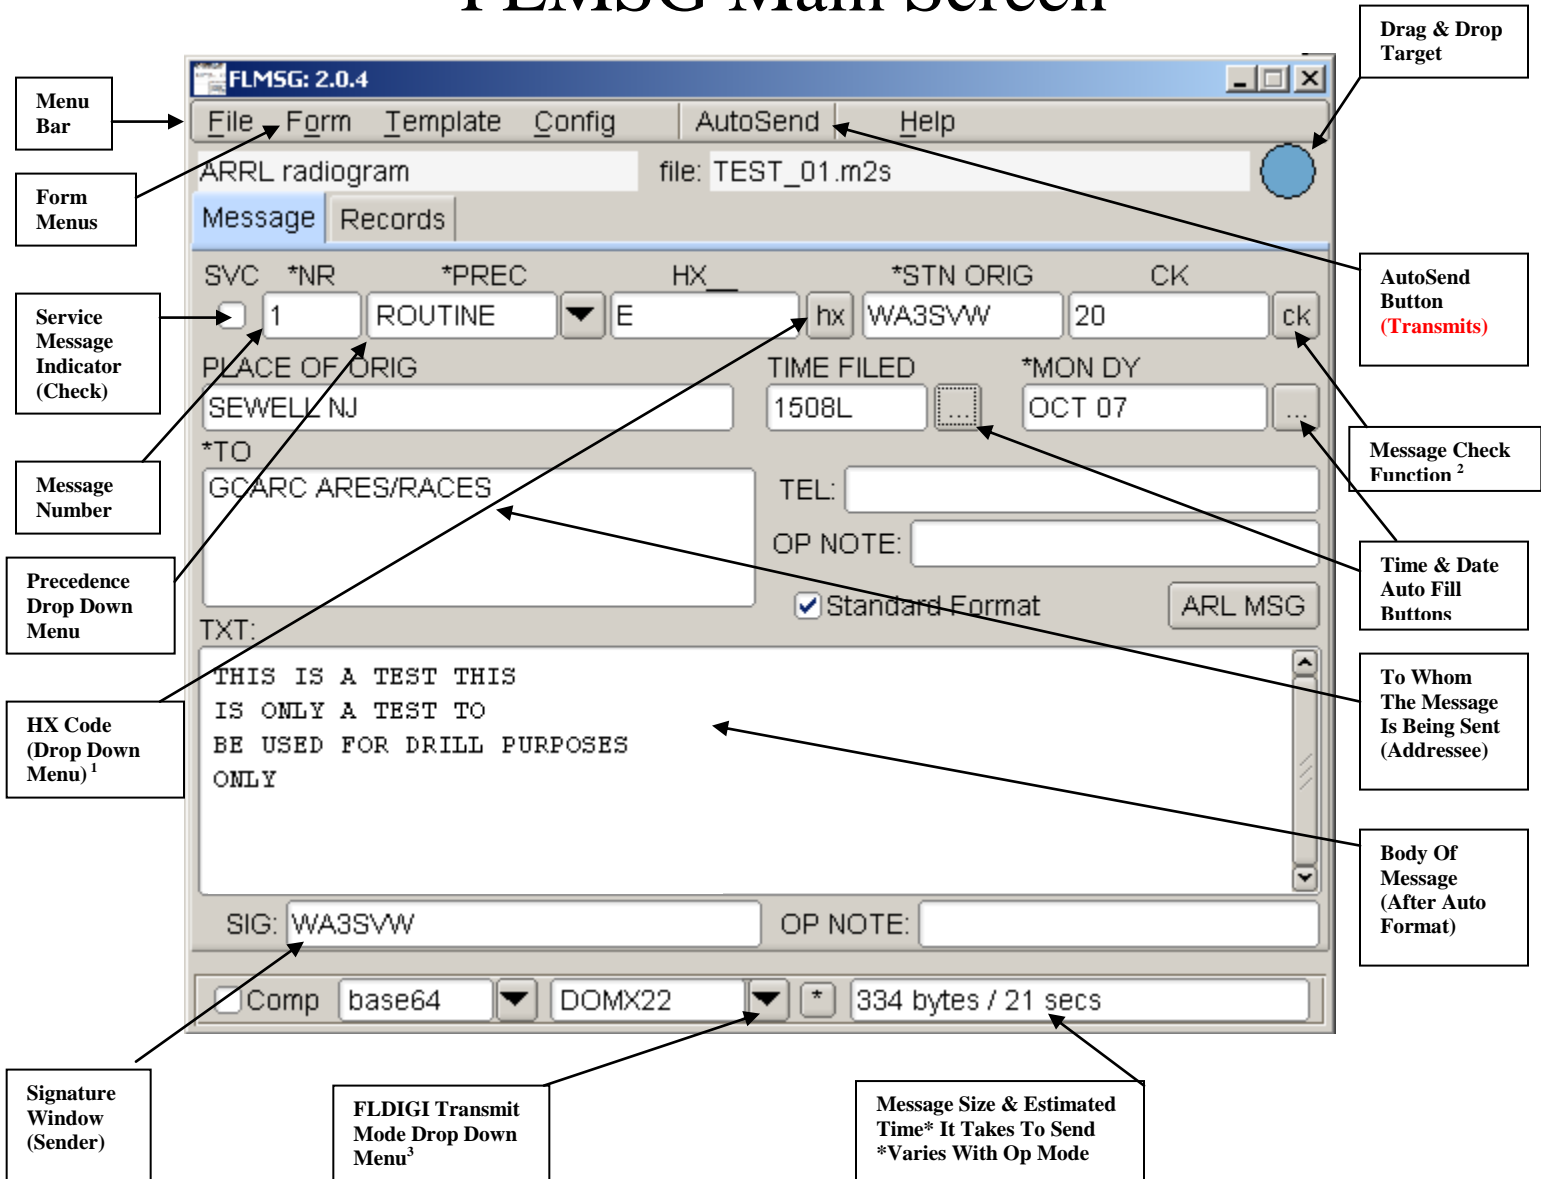 FLMSG Main Screen
Drag & Drop
Target
Menu
Bar
Form
Menus
Service
Message
Indicator
(Check)
Message
Number
Precedence
Drop Down
Menu
HX Code
(Drop Down
Menu) 1
Signature
Window
(Sender)
FLMSG: 2.0.4
File Form Template Config AutoSend Help
ARRL radiogram file: TEST_01.m2s
Message Records
SVC *NR *PREC HX__ *STN ORIG CK
1 ROUTINE E hx WA3SVW 20 ck
PLACE OF ORIG TIME FILED *MON DY
SEWELL NJ 1508L ... OCT 07 ...
*TO
GCARC ARES/RACES TEL:
OP NOTE:
Standard Format ARL MSG
TXT:
THIS IS A TEST THIS
IS ONLY A TEST TO
BE USED FOR DRILL PURPOSES
ONLY
SIG: WA3SVW OP NOTE:
Comp base64 DOMX22 * 334 bytes / 21 secs
AutoSend
Button
(Transmits)
Message Check
Function 2
Time & Date
Auto Fill
Buttons
To Whom
The Message
Is Being Sent
(Addressee)
Body Of
Message
(After Auto
Format)
FLDIGI Transmit
Mode Drop Down
Menu3
Message Size & Estimated
Time* It Takes To Send
*Varies With Op Mode